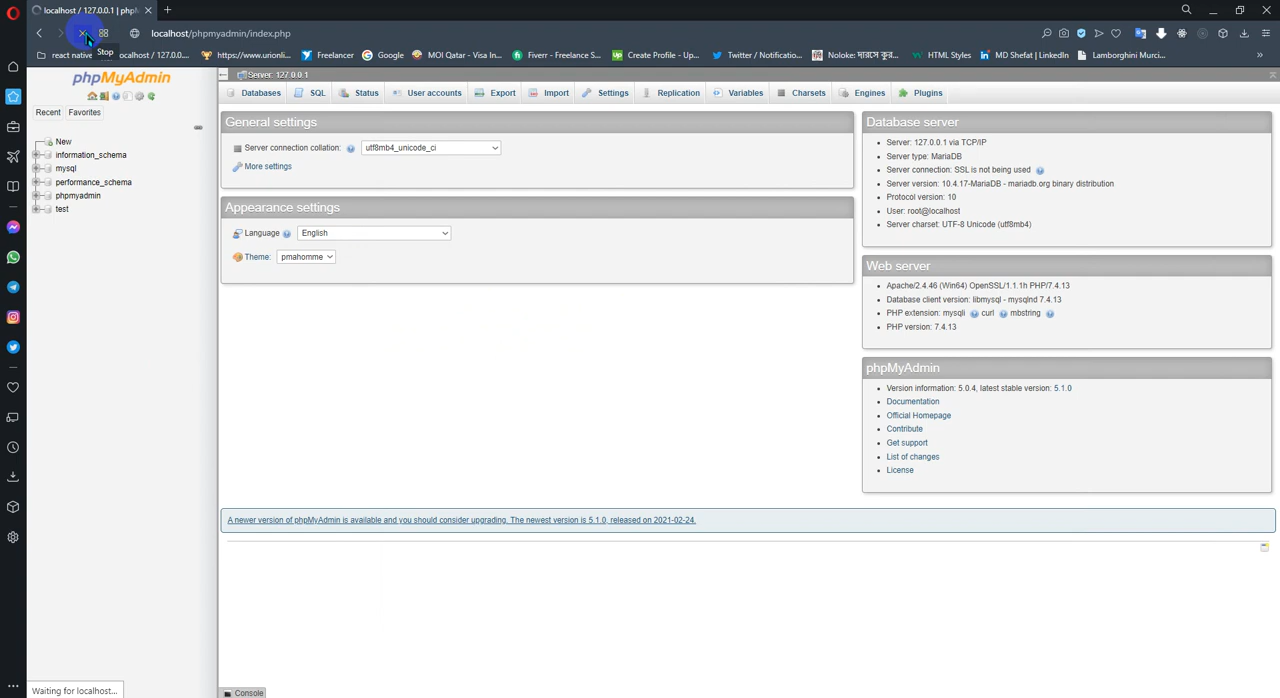 localhost / 127.0.0.1 | phpM
localhost/phpmyadmin/index.php
Stop
react native
ocalhost / 127.0.0...
https://www.urionli...
Freelancer
Google
MOI Qatar - Visa In...
Fiverr - Freelance S...
Create Profile - Up...
Twitter / Notificatio...
HTML Styles
MD Shefat | LinkedIn
Lamborghini Murci...
phpMyAdmin
Server: 127.0.0.1
Databases
SQL
Status
User accounts
Export
Import
Settings
Replication
Variables
Charsets
Engines
Plugins
Recent
Favorites
New
information_schema
mysql
performance_schema
phpmyadmin
test
General settings
Server connection collation:
utf8mb4_unicode_ci
More settings
Appearance settings
Language
English
Theme:
pmahomme
Database server
Server: 127.0.0.1 via TCP/IP
Server type: MariaDB
Server connection: SSL is not being used
Server version: 10.4.17-MariaDB - mariadb.org binary distribution
Protocol version: 10
User: root@localhost
Server charset: UTF-8 Unicode (utf8mb4)
Web server
Apache/2.4.46 (Win64) OpenSSL/1.1.1h PHP/7.4.13
Database client version: libmysql - mysqlnd 7.4.13
PHP extension: mysqli curl mbstring
PHP version: 7.4.13
phpMyAdmin
Version information: 5.0.4, latest stable version: 5.1.0
Documentation
Official Homepage
Contribute
Get support
List of changes
License
A newer version of phpMyAdmin is available and you should consider upgrading. The newest version is 5.1.0, released on 2021-02-24.
Console
Waiting for localhost...